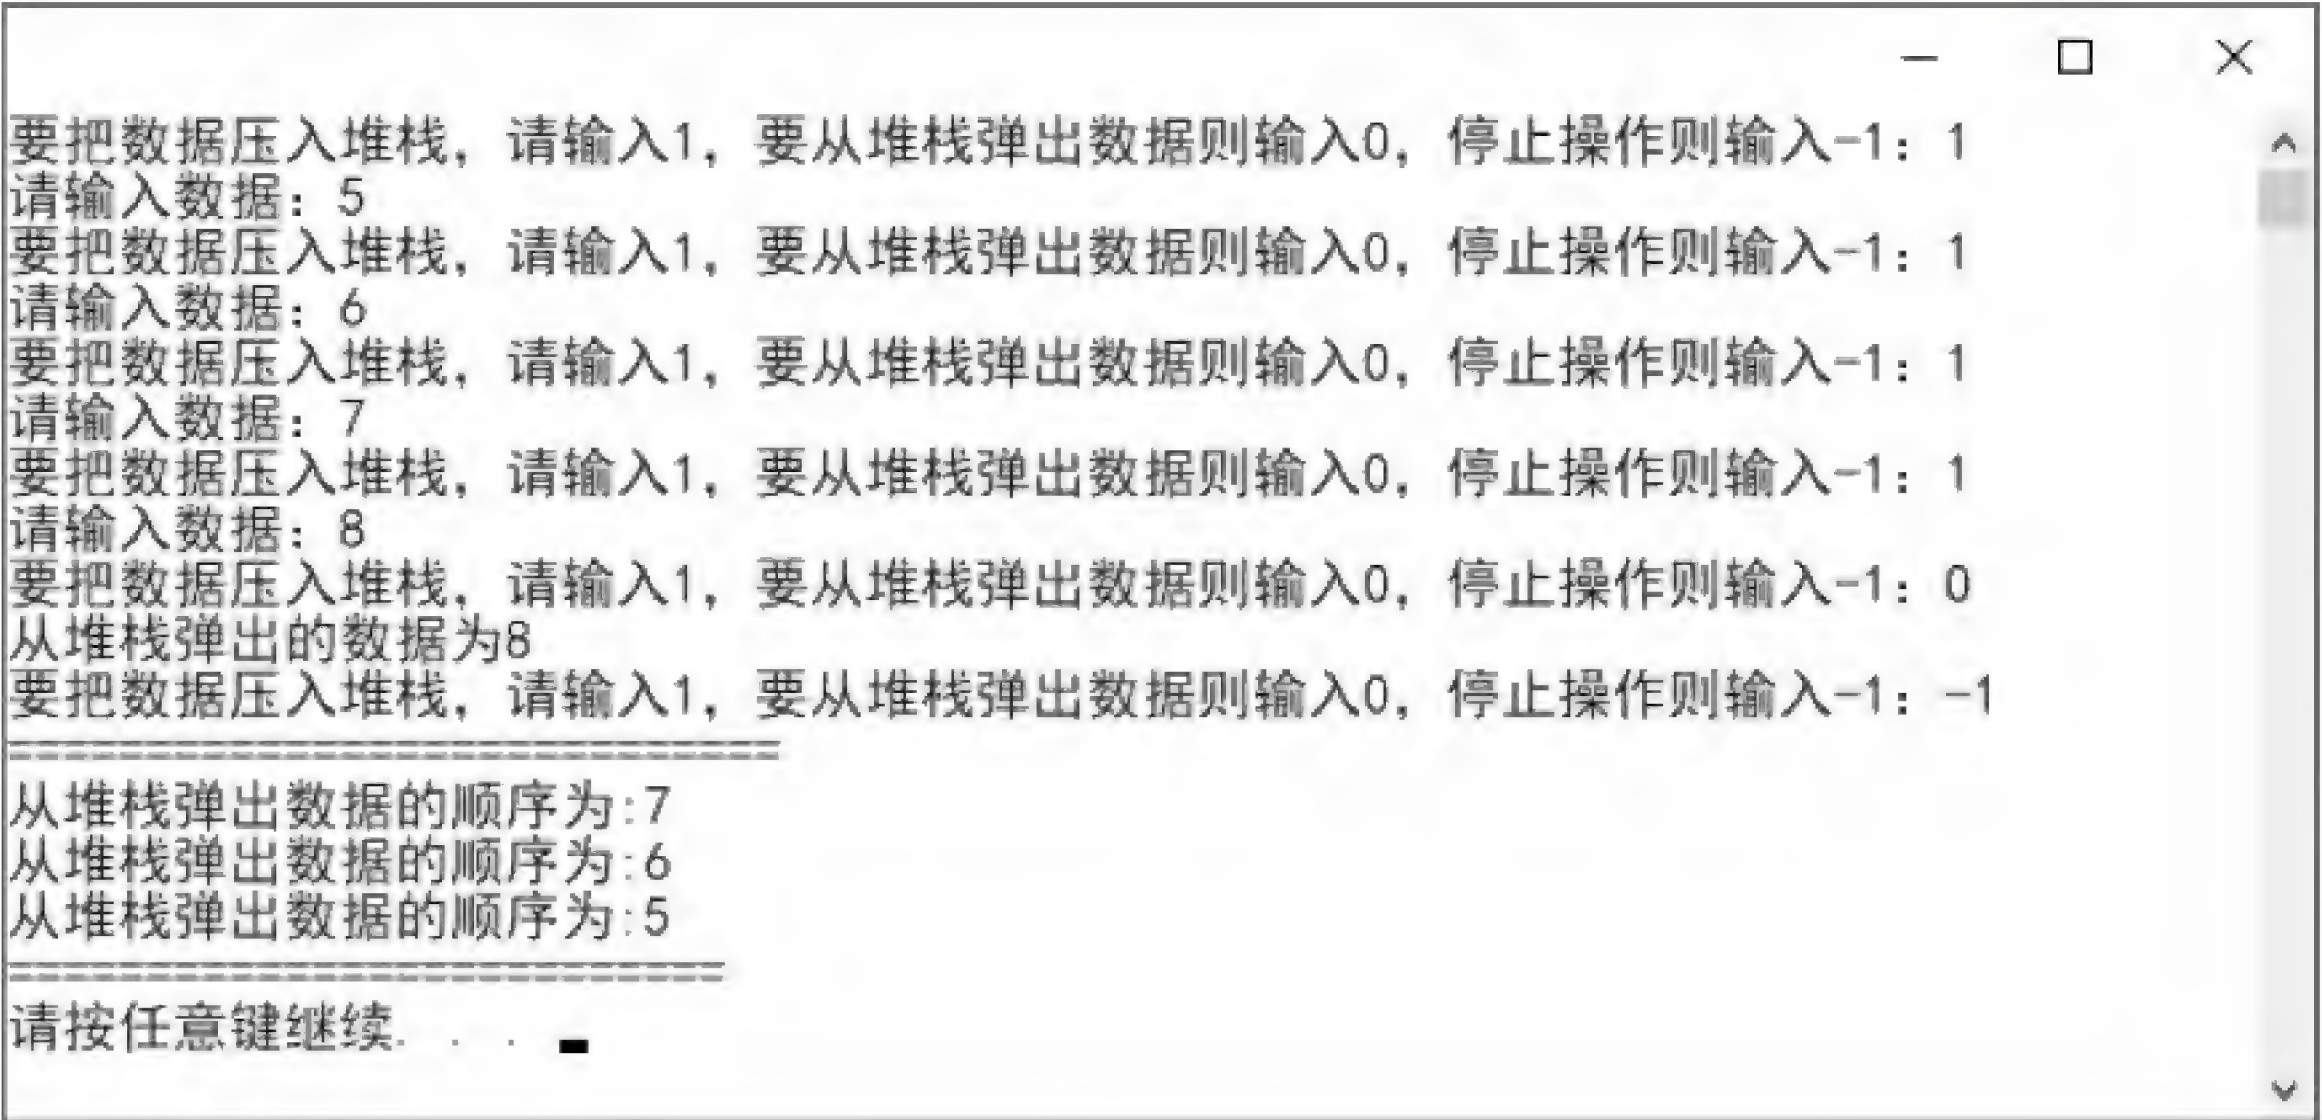 要把数据压入堆栈，请输入1，要从堆栈弹出数据则输入0，停止操作则输入-1：1
请输入数据：5
要把数据压入堆栈，请输入1，要从堆栈弹出数据则输入0，停止操作则输入-1：1
请输入数据：6
要把数据压入堆栈，请输入1，要从堆栈弹出数据则输入0，停止操作则输入-1：1
请输入数据：7
要把数据压入堆栈，请输入1，要从堆栈弹出数据则输入0，停止操作则输入-1：1
请输入数据：8
要把数据压入堆栈，请输入1，要从堆栈弹出数据则输入0，停止操作则输入-1：0
从堆栈弹出的数据为8
要把数据压入堆栈，请输入1，要从堆栈弹出数据则输入0，停止操作则输入-1：-1
============================
从堆栈弹出数据的顺序为:7
从堆栈弹出数据的顺序为:6
从堆栈弹出数据的顺序为:5
==========================
请按任意键继续. . .